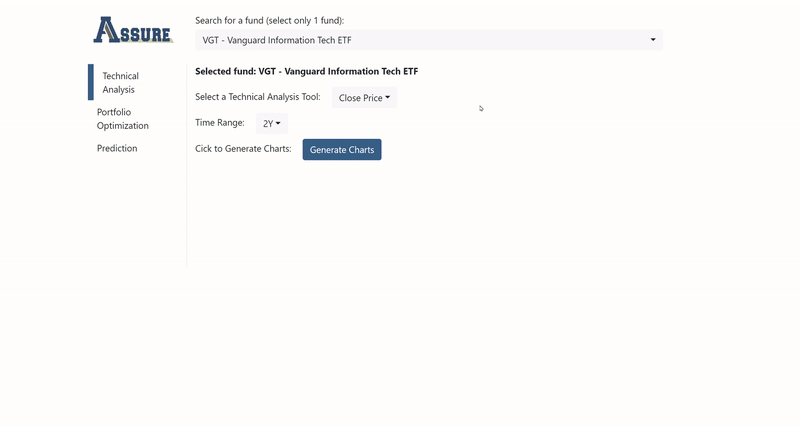 ASSURE
Search for a fund (select only 1 fund):
VGT - Vanguard Information Tech ETF
Technical
Analysis
Portfolio
Optimization
Prediction
Selected fund: VGT - Vanguard Information Tech ETF
Select a Technical Analysis Tool: Close Price
Time Range: 2Y
Cick to Generate Charts: Generate Charts